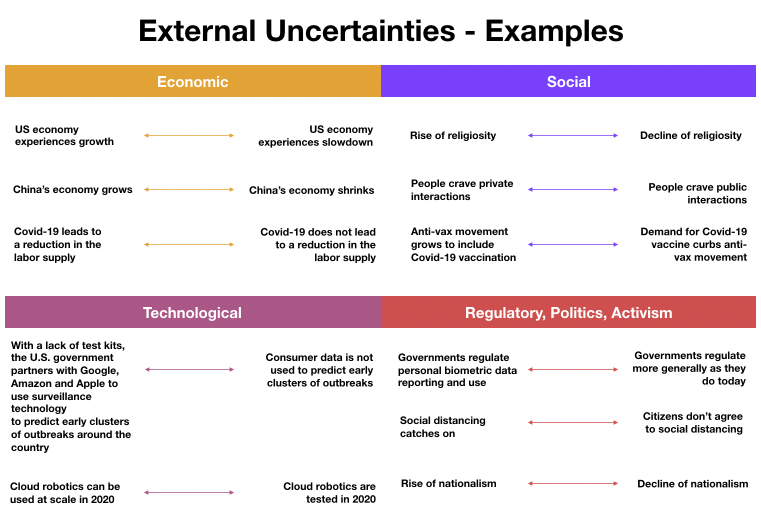 External Uncertainties - Examples
Economic
US economy
experiences growth
US economy
experiences slowdown
China's economy grows
China's economy shrinks
Covid-19 leads to
a reduction in the
labor supply
Covid-19 does not lead
to a reduction in the
labor supply
Social
Rise of religiosity
Decline of religiosity
People crave private
interactions
People crave public
interactions
Anti-vax movement
grows to include
Covid-19 vaccination
Demand for Covid-19
vaccine curbs anti-
vax movement
Technological
With a lack of test kits,
the U.S. government
partners with Google,
Amazon and Apple to
use surveillance
technology
to predict early clusters
of outbreaks around the
country
Consumer data is not
used to predict early
clusters of outbreaks
Cloud robotics can be
used at scale in 2020
Cloud robotics are
tested in 2020
Regulatory, Politics, Activism
Governments regulate
personal biometric data
reporting and use
Governments regulate
more generally as they
do today
Social distancing
catches on
Citizens don't agree
to social distancing
Rise of nationalism
Decline of nationalism